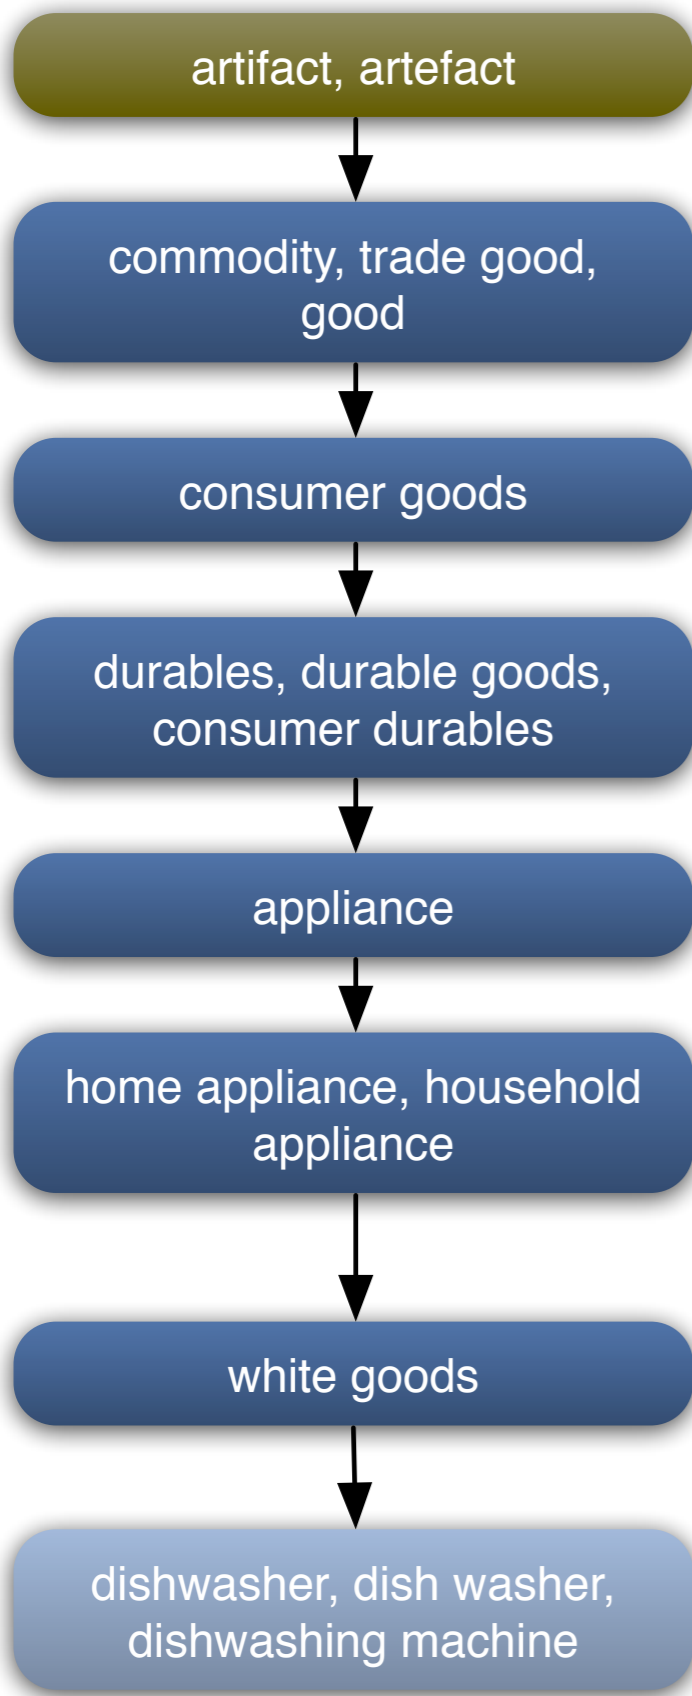 artifact, artefact
commodity, trade good,
good
consumer goods
durables, durable goods,
consumer durables
appliance
home appliance, household
appliance
white goods
dishwasher, dish washer,
dishwashing machine